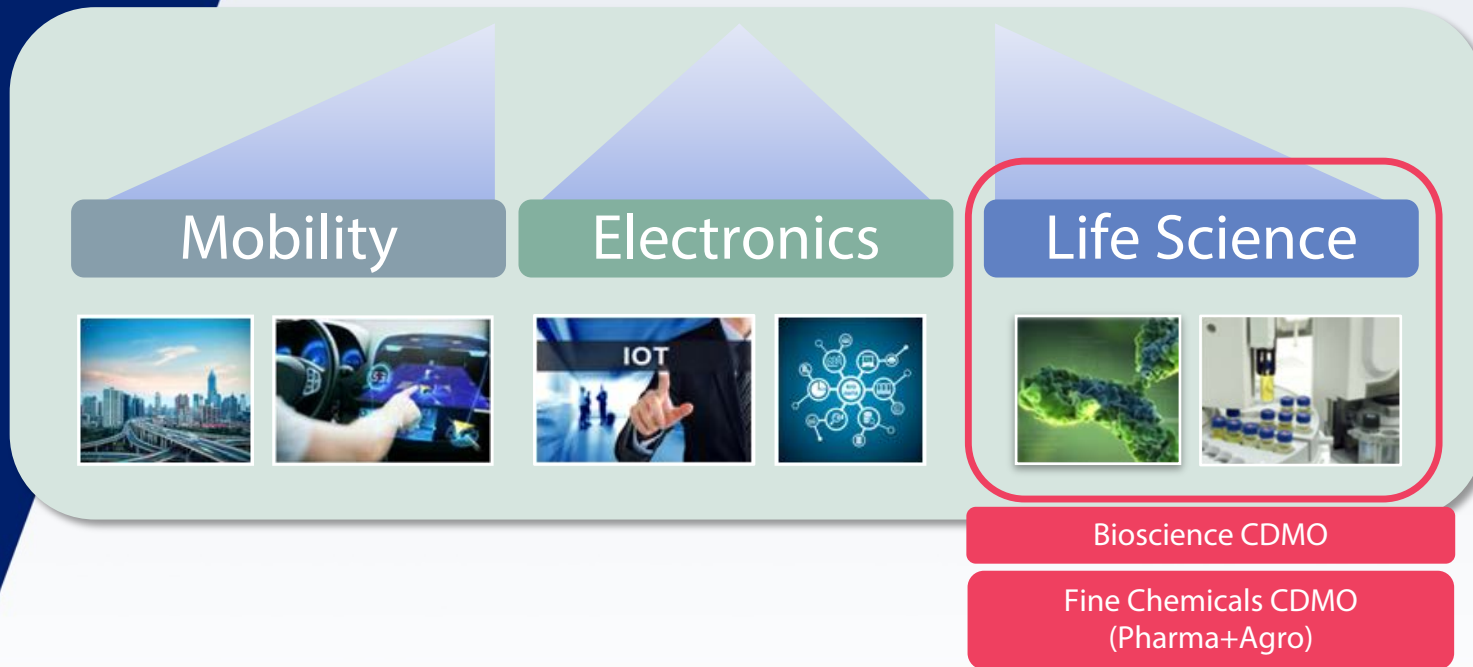 Mobility
Electronics
Life Science
IOT
Bioscience CDMO
Fine Chemicals CDMO
(Pharma+Agro)